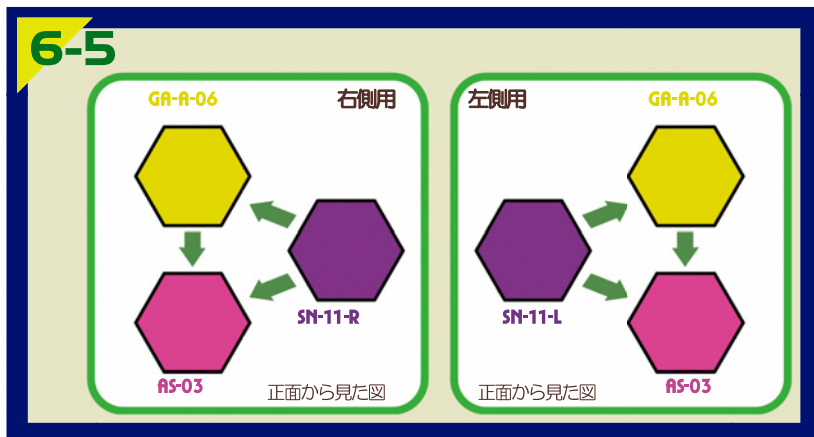 6-5
GA-A-06
右側用
SN-11-R
AS-03
正面から見た図
左側用
GA-A-06
SN-11-L
AS-03
正面から見た図